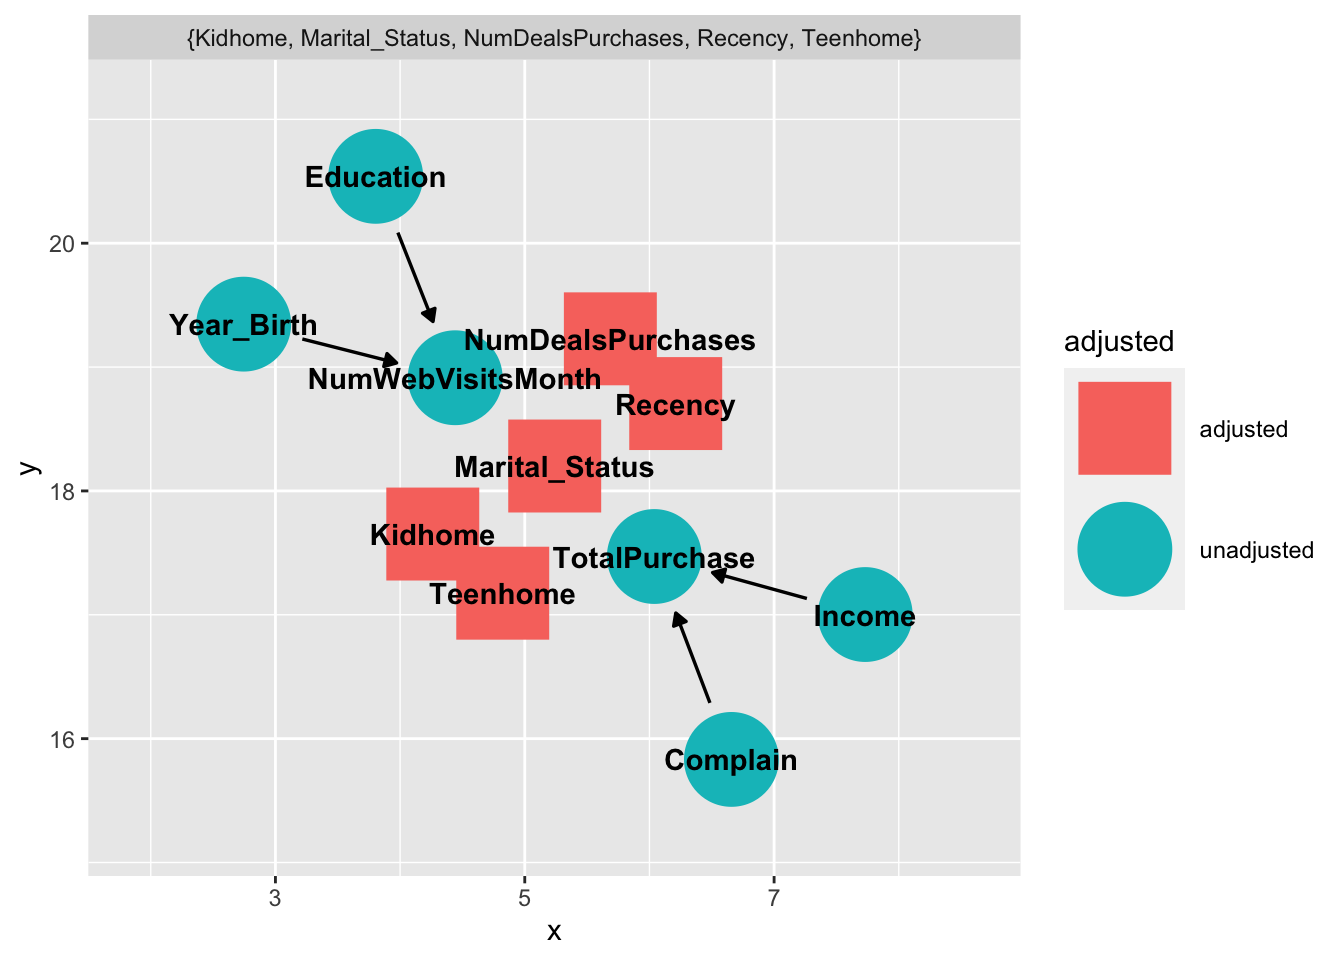 {Kidhome, Marital_Status, NumDealsPurchases, Recency, Teenhome}
Education
20
Year_Birth
NumDealsPurchases
NumWebVisitsMonth
Recency
Marital_Status
y
18
Kidhome
TotalPurchase
Teenhome
Income
16
Complain
3
5
7
x
adjusted
adjusted
unadjusted